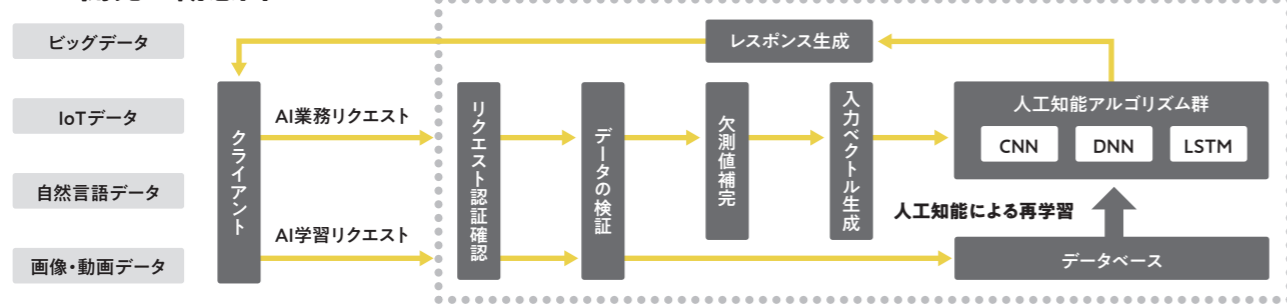 ビッグデータ
IoTデータ
自然言語データ
画像・動画データ
クライアント
AI業務リクエスト
AI学習リクエスト
リクエスト認証確認
データの検証
欠測値補完
入力ベクトル生成
レスポンス生成
人工知能アルゴリズム群
CNN
DNN
LSTM
人工知能による再学習
データベース